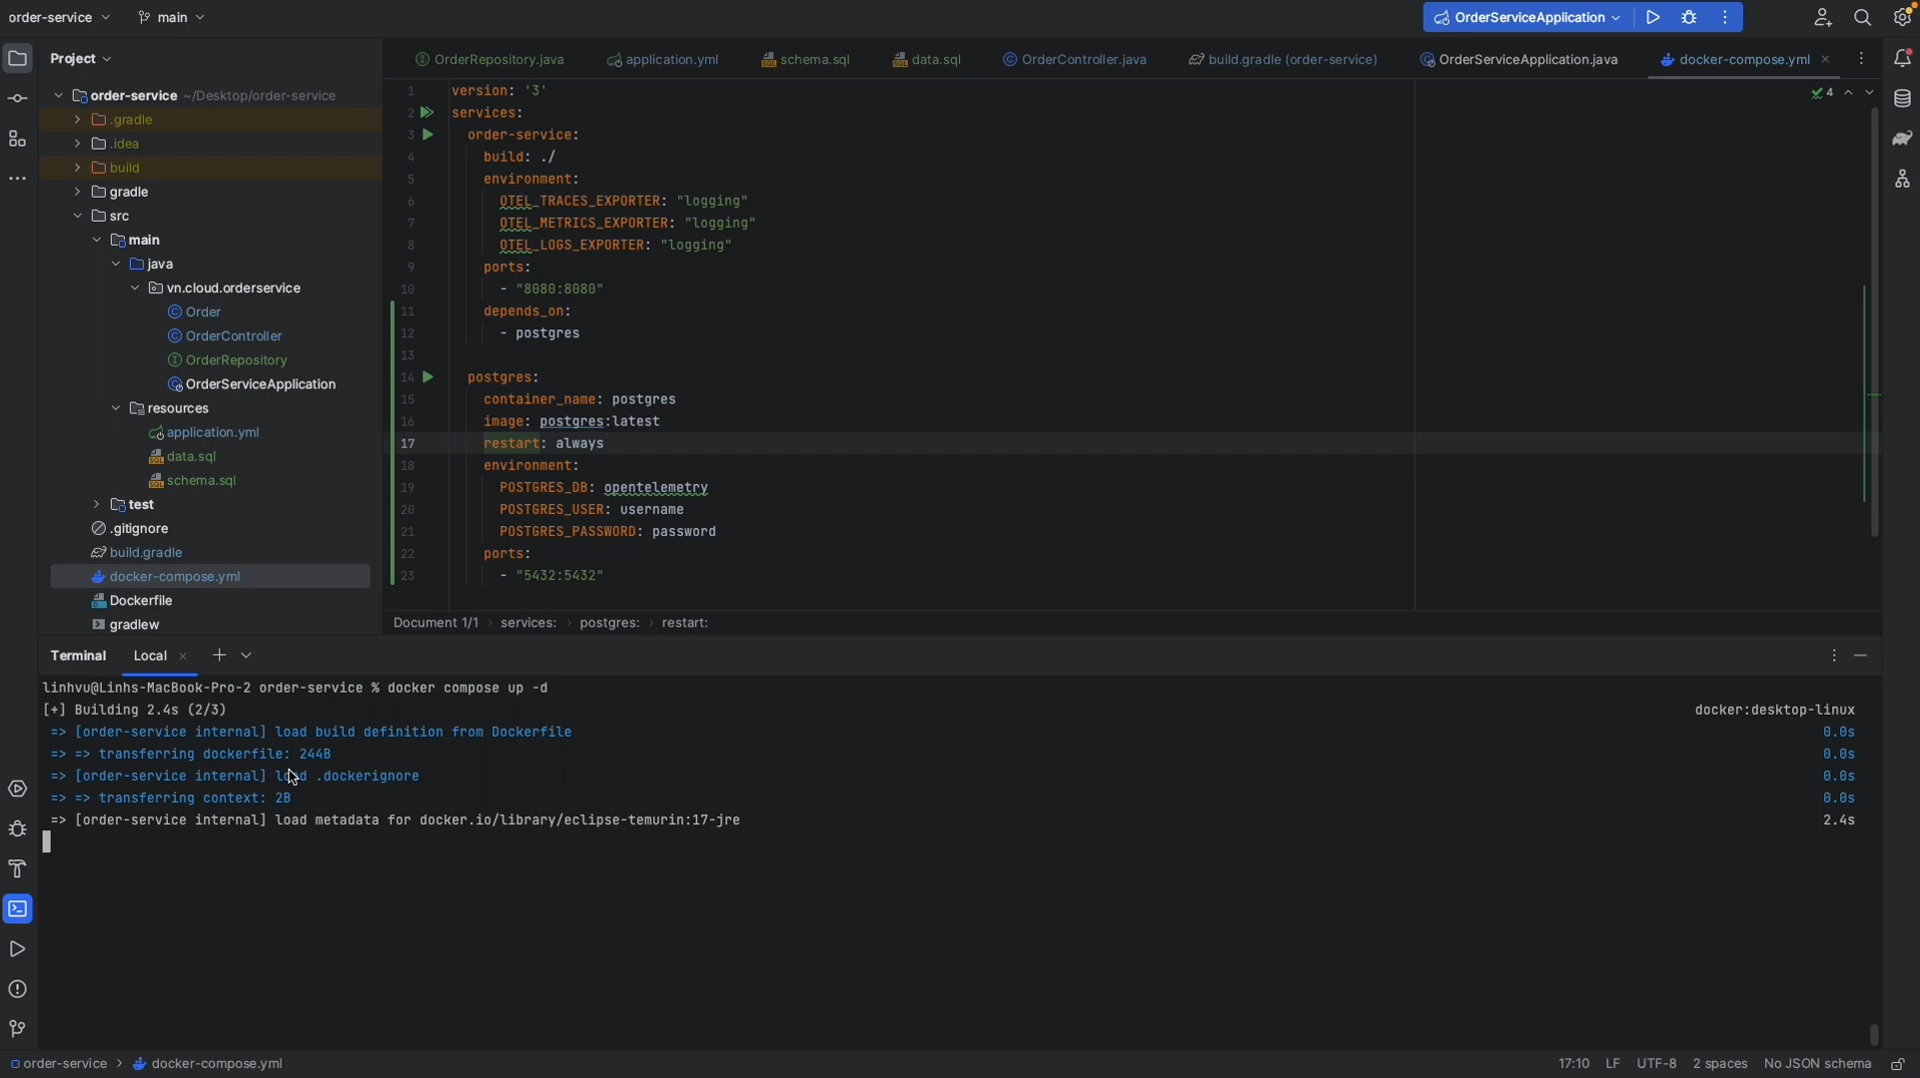 order-service
main
OrderServiceApplication
Project
OrderRepository.java
application.yml
schema.sql
data.sql
OrderController.java
build.gradle (order-service)
OrderServiceApplication.java
docker-compose.yml
order-service ~/Desktop/order-service
.gradle
.idea
build
gradle
src
main
java
vn.cloud.orderservice
Order
OrderController
OrderRepository
OrderServiceApplication
resources
application.yml
data.sql
schema.sql
test
.gitignore
build.gradle
docker-compose.yml
Dockerfile
gradlew
4
1 version: '3'
2 services:
3 order-service:
4 build: ./
5 environment:
6 OTEL_TRACES_EXPORTER: "logging"
7 OTEL_METRICS_EXPORTER: "logging"
8 OTEL_LOGS_EXPORTER: "logging"
9 ports:
10 - "8080:8080"
11 depends_on:
12 - postgres
13
14 postgres:
15 container_name: postgres
16 image: postgres:latest
17 restart: always
18 environment:
19 POSTGRES_DB: opentelemetry
20 POSTGRES_USER: username
21 POSTGRES_PASSWORD: password
22 ports:
23 - "5432:5432"
Document 1/1 › services: › postgres: › restart:
Terminal Local
linhvu@Linhs-MacBook-Pro-2 order-service % docker compose up -d
[+] Building 2.4s (2/3) docker:desktop-linux
=> [order-service internal] load build definition from Dockerfile 0.0s
=> => transferring dockerfile: 244B 0.0s
=> [order-service internal] load .dockerignore 0.0s
=> => transferring context: 2B 0.0s
=> [order-service internal] load metadata for docker.io/library/eclipse-temurin:17-jre 2.4s
order-service › docker-compose.yml
17:10 LF UTF-8 2 spaces No JSON schema